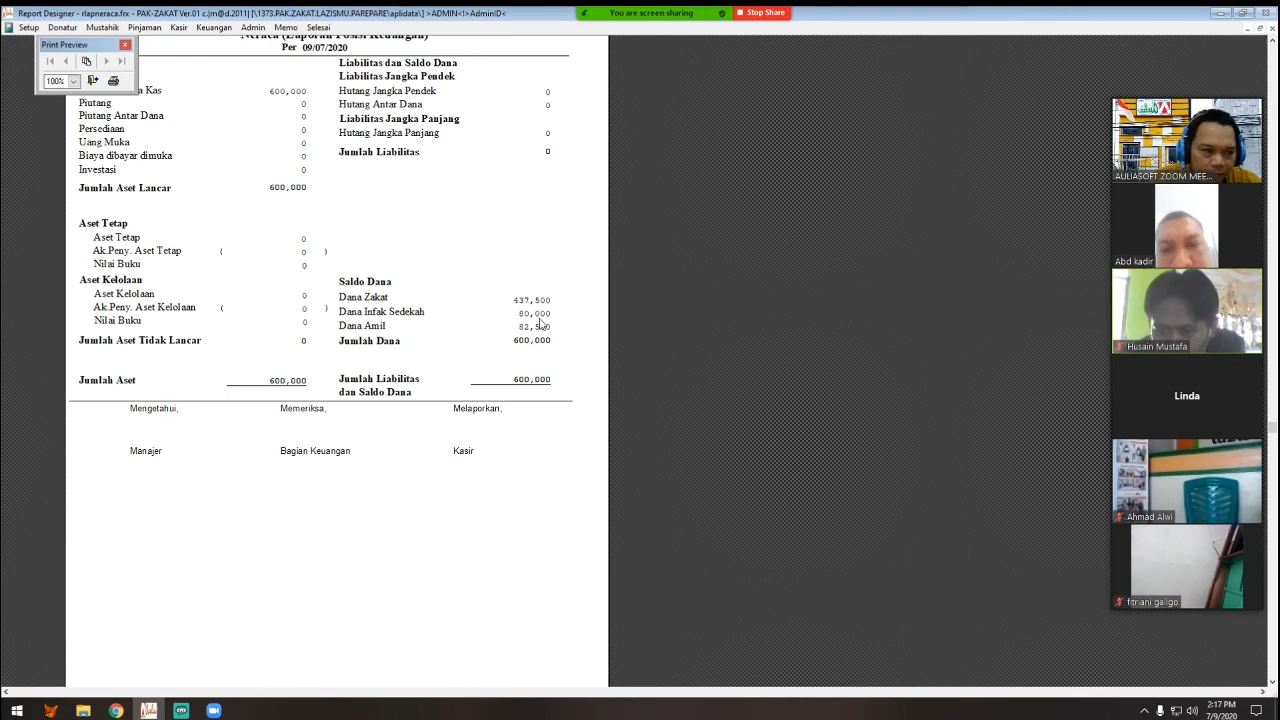 Report Designer - rlapneraca.frx - PAK-ZAKAT Ver.01 c.|m@d.2011| [\1373.PAK.ZAKAT.LAZISMU.PAREPARE\aplidata\] >ADMIN<!>AdminID<
You are screen sharing
Stop Share
Setup Donatur Mustahik Pinjaman Kasir Keuangan Admin Memo Selesai
Print Preview
100%
Neraca (Laporan Posisi Keuangan)
Per 09/07/2020
Liabilitas dan Saldo Dana
Liabilitas Jangka Pendek
Kas 600,000 Hutang Jangka Pendek 0
Piutang 0 Hutang Antar Dana 0
Piutang Antar Dana 0 Liabilitas Jangka Panjang
Persediaan 0 Hutang Jangka Panjang 0
Uang Muka 0
Biaya dibayar dimuka 0 Jumlah Liabilitas 0
Investasi 0
Jumlah Aset Lancar 600,000
Aset Tetap
Aset Tetap 0
Ak.Peny. Aset Tetap ( 0 )
Nilai Buku 0
Aset Kelolaan Saldo Dana
Aset Kelolaan 0 Dana Zakat 437,500
Ak.Peny. Aset Kelolaan ( 0 ) Dana Infak Sedekah 80,000
Nilai Buku 0 Dana Amil 82,500
Jumlah Aset Tidak Lancar 0 Jumlah Dana 600,000
Jumlah Aset 600,000 Jumlah Liabilitas 600,000
dan Saldo Dana
Mengetahui, Memeriksa, Melaporkan,
Manajer Bagian Keuangan Kasir
AULIASOFT ZOOM MEE...
Abd kadir
Husain Mustafa
Linda
Ahmad Alwi
fitriani.galigo
2:17 PM
7/9/2020